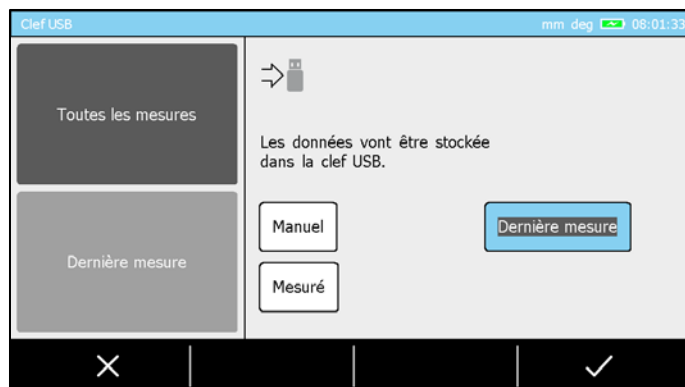 Clef USB
mm deg 08:01:33
Toutes les mesures
Les données vont être stockée
dans la clef USB.
Manuel
Dernière mesure
Dernière mesure
Mesuré